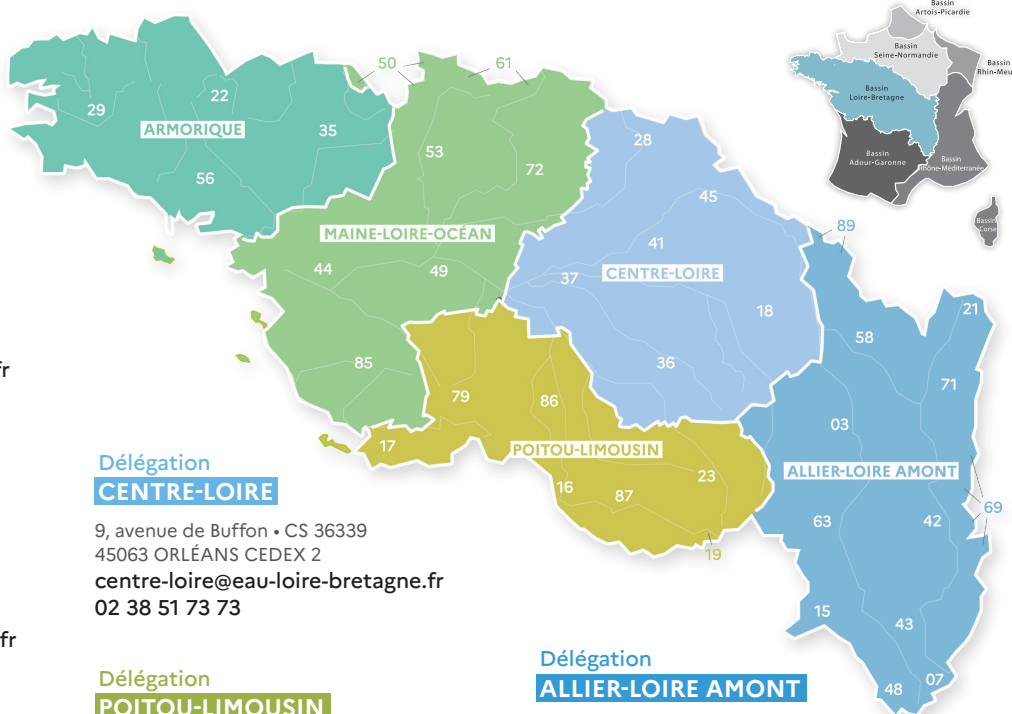 Bassin
Artois-Picardie
Bassin
Seine-Normandie
Bassin
Rhin-Meu
Bassin
Loire-Bretagne
Bassin
Adour-Garonne
Bassin
Rhône-Méditerranée
Bassin
Corse
50
61
29
22
ARMORIQUE
35
56
53
72
28
45
MAINE-LOIRE-OCÉAN
44
49
41
37
CENTRE-LOIRE
18
36
89
21
58
71
85
79
86
17
POITOU-LIMOUSIN
16
87
23
19
03
ALLIER-LOIRE AMONT
63
42
69
15
43
48
07
fr
Délégation
CENTRE-LOIRE
9, avenue de Buffon • CS 36339
45063 ORLÉANS CEDEX 2
centre-loire@eau-loire-bretagne.fr
02 38 51 73 73
fr
Délégation
POITOU-LIMOUSIN
Délégation
ALLIER-LOIRE AMONT